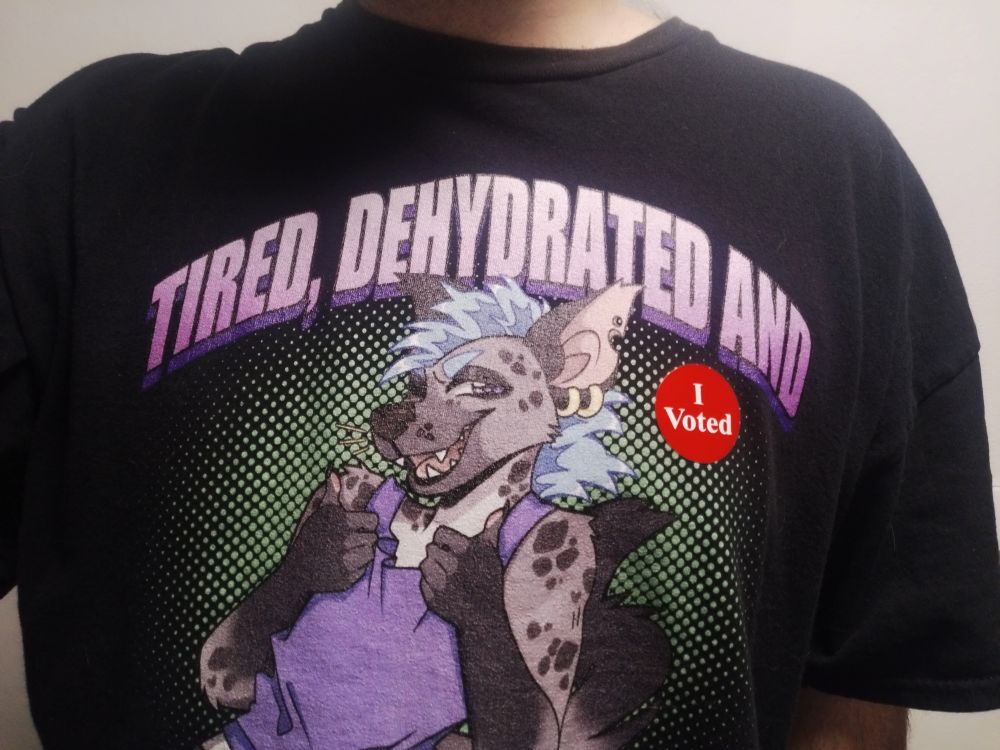 TIRED, DEHYDRATED AND
I
Voted